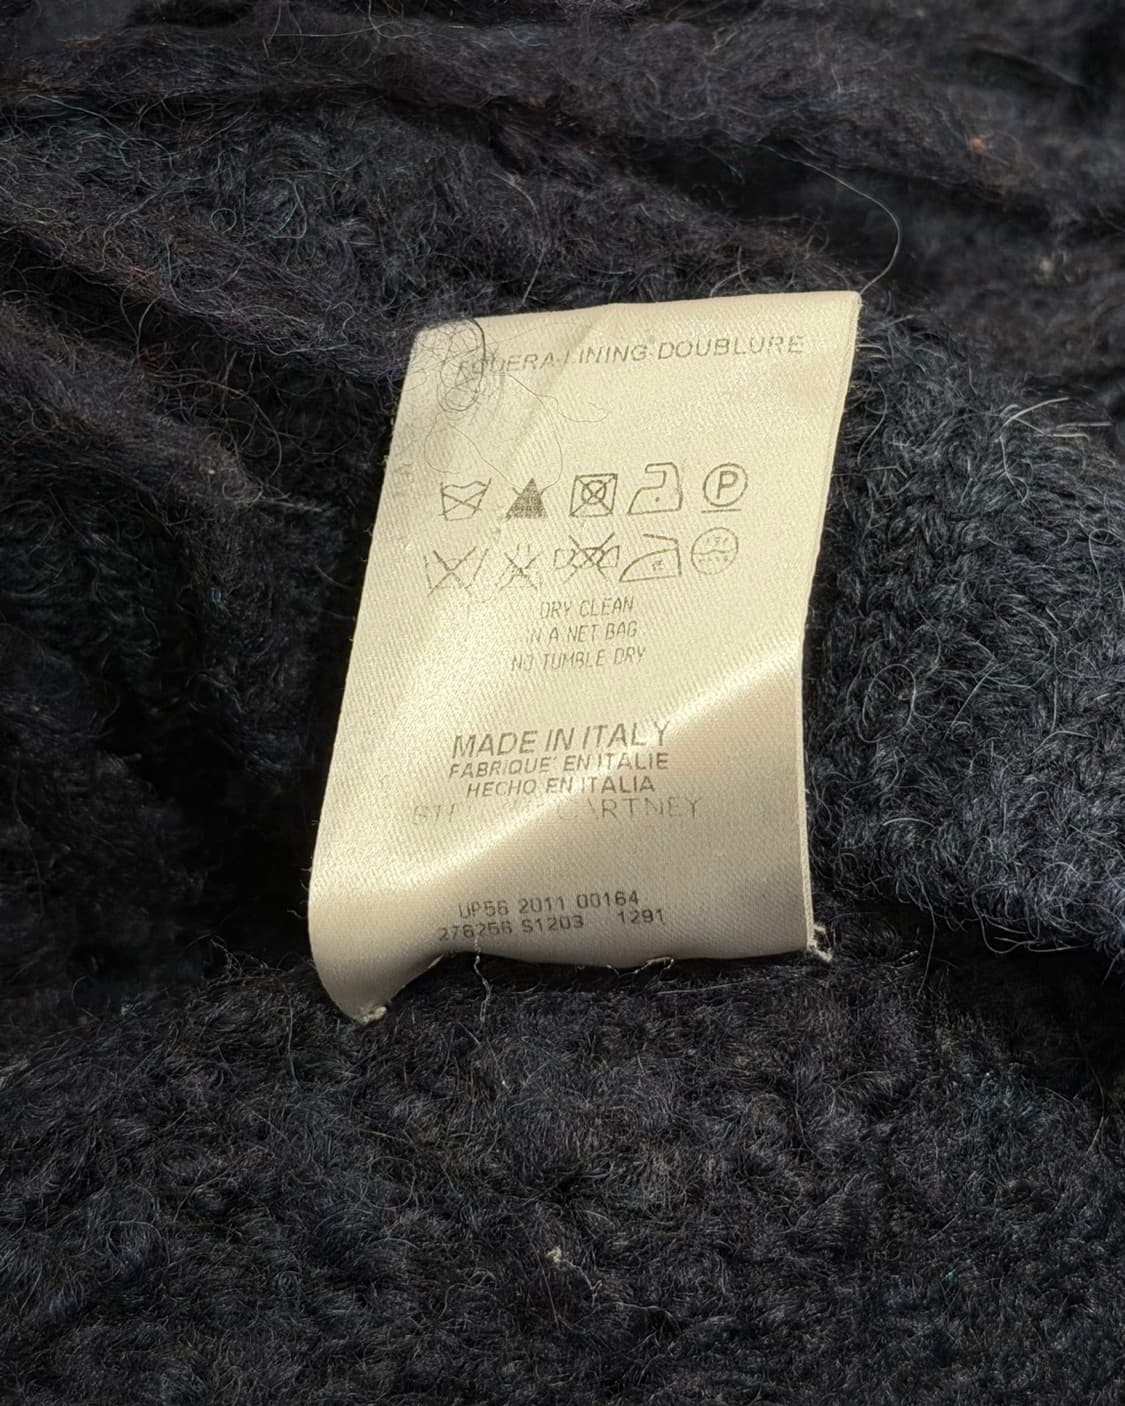 FODERA-LINING-DOUBLURE
P
DRY CLEAN
IN A NET BAG
NO TUMBLE DRY
MADE IN ITALY
FABRIQUE' EN ITALIE
HECHO EN ITALIA
UP56 2011 00164
276256 S1203 1291